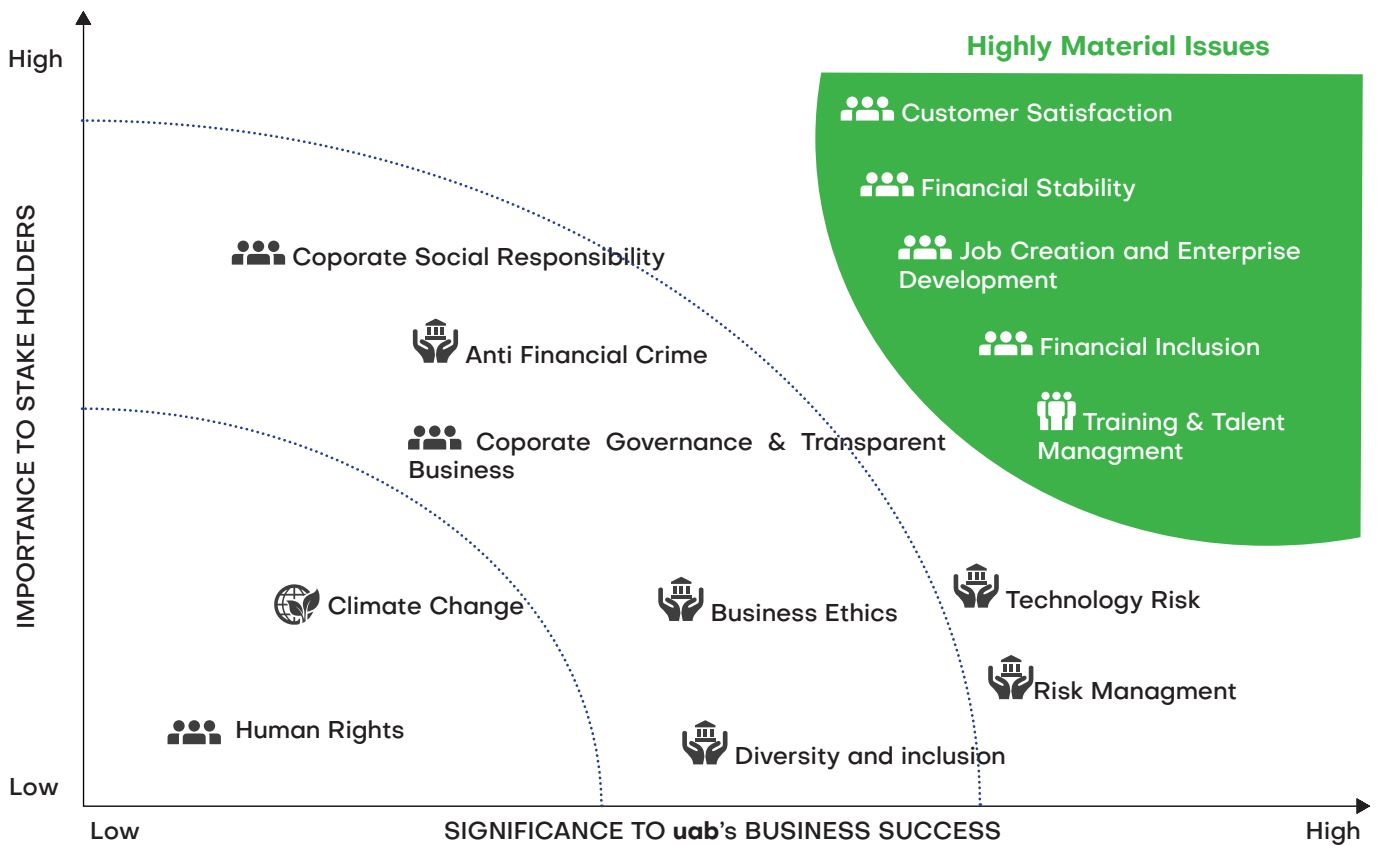 High
Highly Material Issues
Customer Satisfaction
Financial Stability
Job Creation and Enterprise
Development
Financial Inclusion
Training & Talent
Managment
Coporate Social Responsibility
Anti Financial Crime
Coporate Governance & Transparent
Business
Climate Change
Business Ethics
Technology Risk
Risk Managment
Human Rights
Diversity and inclusion
IMPORTANCE TO STAKE HOLDERS
Low
Low
SIGNIFICANCE TO uab's BUSINESS SUCCESS
High